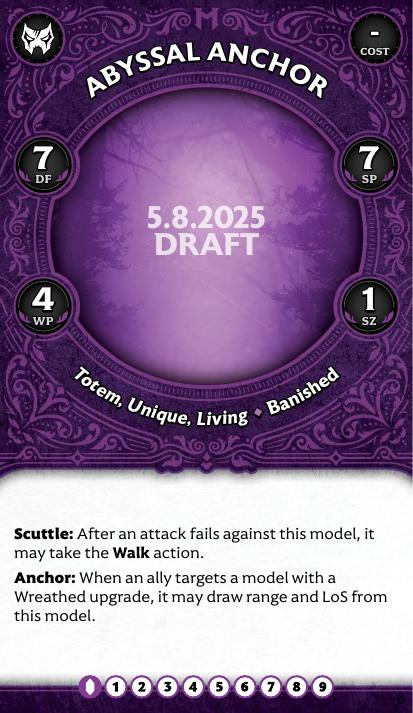 -
COST
ABYSSAL ANCHOR
7
DF
7
SP
5.8.2025
DRAFT
4
WP
1
SZ
Totem, Unique, Living ◆ Banished
Scuttle: After an attack fails against this model, it
may take the Walk action.
Anchor: When an ally targets a model with a
Wreathed upgrade, it may draw range and LoS from
this model.
1 2 3 4 5 6 7 8 9